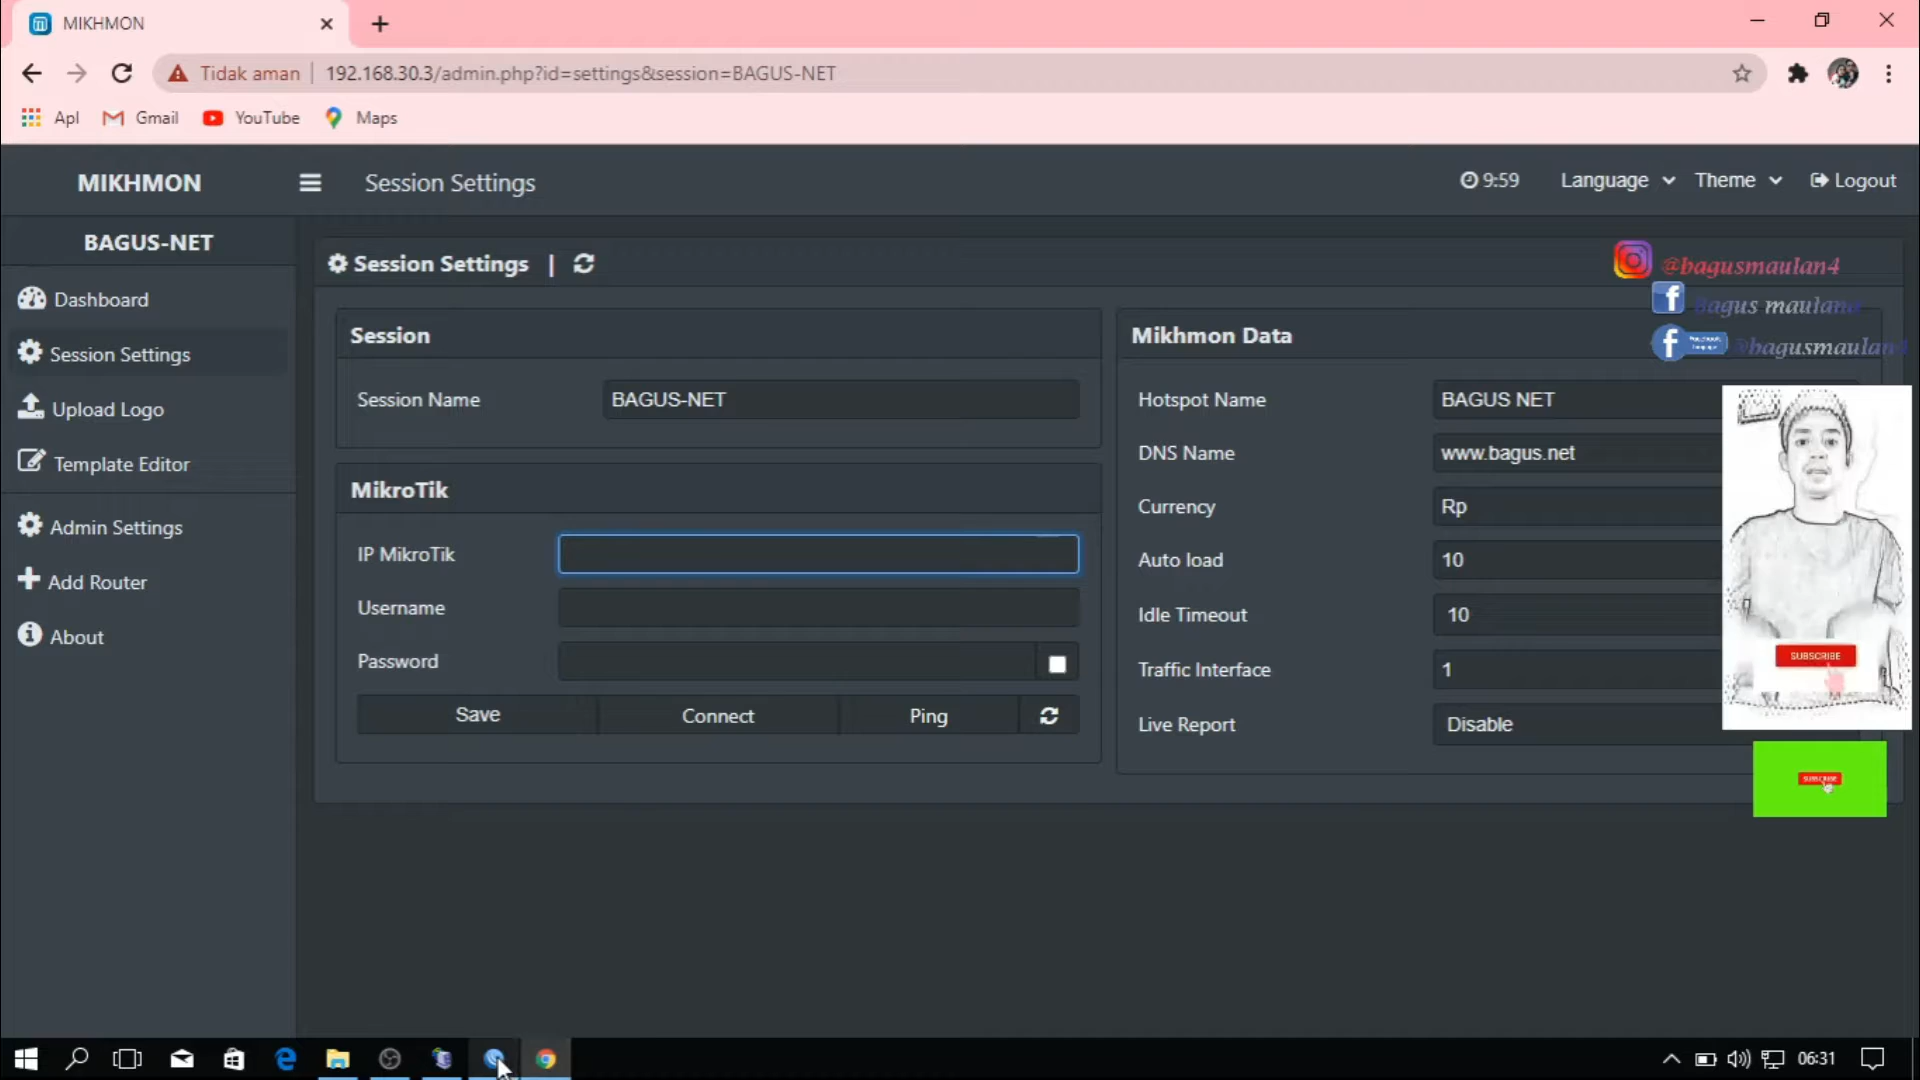 MIKHMON
Tidak aman 192.168.30.3/admin.php?id=settings&session=BAGUS-NET
Apl Gmail YouTube Maps
MIKHMON Session Settings 9:59 Language Theme Logout
BAGUS-NET
Dashboard
Session Settings
Upload Logo
Template Editor
Admin Settings
Add Router
About
Session Settings |
Session
Session Name BAGUS-NET
MikroTik
IP MikroTik
Username
Password
Save Connect Ping
Mikhmon Data
Hotspot Name BAGUS NET
DNS Name www.bagus.net
Currency Rp
Auto load 10
Idle Timeout 10
Traffic Interface 1
Live Report Disable
@bagusmaulan4
Bagus maulana
@bagusmaulan4
SUBSCRIBE
SUBSCRIBE
06:31